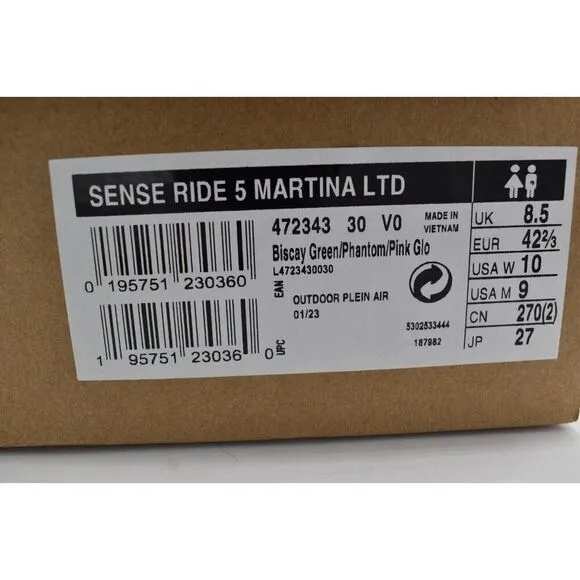 SENSE RIDE 5 MARTINA LTD
472343 30 V0
MADE IN
VIETNAM
Biscay Green/Phantom/Pink Glo
L4723430030
EAN
0 195751 230360
OUTDOOR PLEIN AIR
01/23
5302533444
187982
1 95751 23036 0
UPC
UK 8.5
EUR 42⅔
USA W 10
USA M 9
CN 270(2)
JP 27